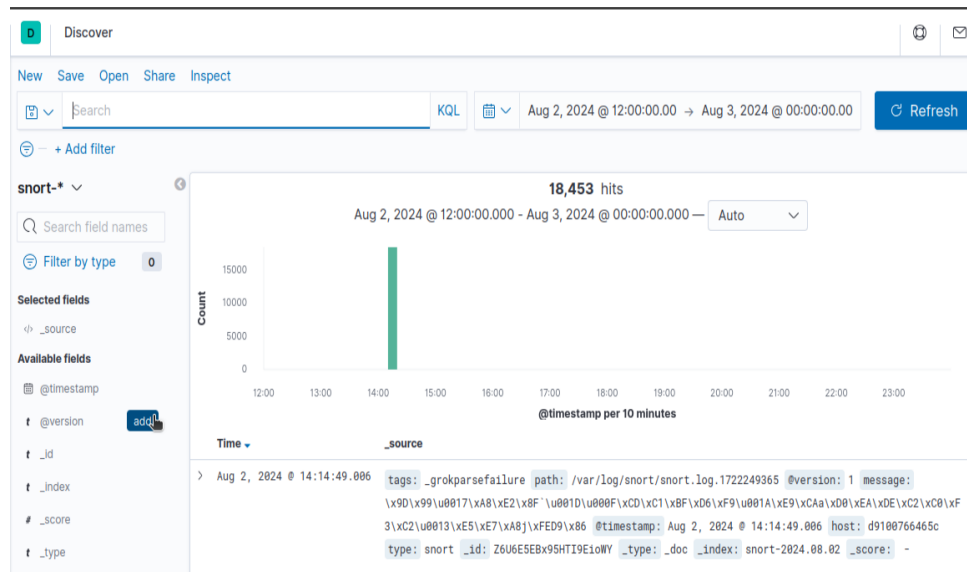 D Discover
New Save Open Share Inspect
Search KQL Aug 2, 2024 @ 12:00:00.00 → Aug 3, 2024 @ 00:00:00.00 Refresh
+ Add filter
snort-*
18,453 hits
Aug 2, 2024 @ 12:00:00.000 - Aug 3, 2024 @ 00:00:00.000 — Auto
Search field names
Filter by type 0
Selected fields
_source
Available fields
@timestamp
t @version add
t _id
t _index
# _score
t _type
Count
15000
10000
5000
0
12:00 13:00 14:00 15:00 16:00 17:00 18:00 19:00 20:00 21:00 22:00 23:00
@timestamp per 10 minutes
Time _source
Aug 2, 2024 @ 14:14:49.006 tags: _grokparsefailure path: /var/log/snort/snort.log.1722249365 @version: 1 message:
\x9D\x99\u0017\xA8\xE2\x8F`\u001D\u000F\xCD\xC1\xBF\xD6\xF9\u001A\xE9\xCAa\xD0\xEA\xDE\xC2\xC0\xF
3\xC2\u0013\xE5\xE7\xA8j\xFED9\x86 @timestamp: Aug 2, 2024 @ 14:14:49.006 host: d9100766465c
type: snort _id: Z6U6E5EBx95HTI9EioWY _type: _doc _index: snort-2024.08.02 _score: -